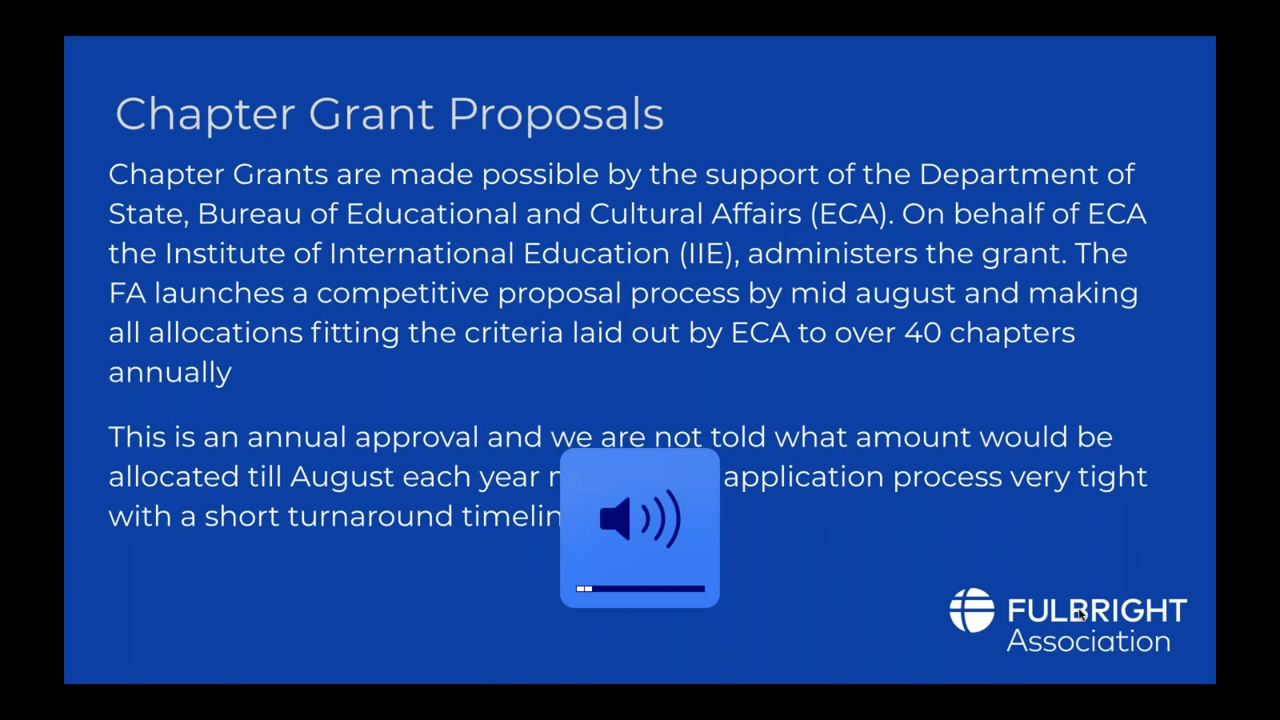 Chapter Grant Proposals
Chapter Grants are made possible by the support of the Department of
State, Bureau of Educational and Cultural Affairs (ECA). On behalf of ECA
the Institute of International Education (IIE), administers the grant. The
FA launches a competitive proposal process by mid august and making
all allocations fitting the criteria laid out by ECA to over 40 chapters
annually
This is an annual approval and we are not told what amount would be
allocated till August each year application process very tight
with a short turnaround
FULBRIGHT
Association